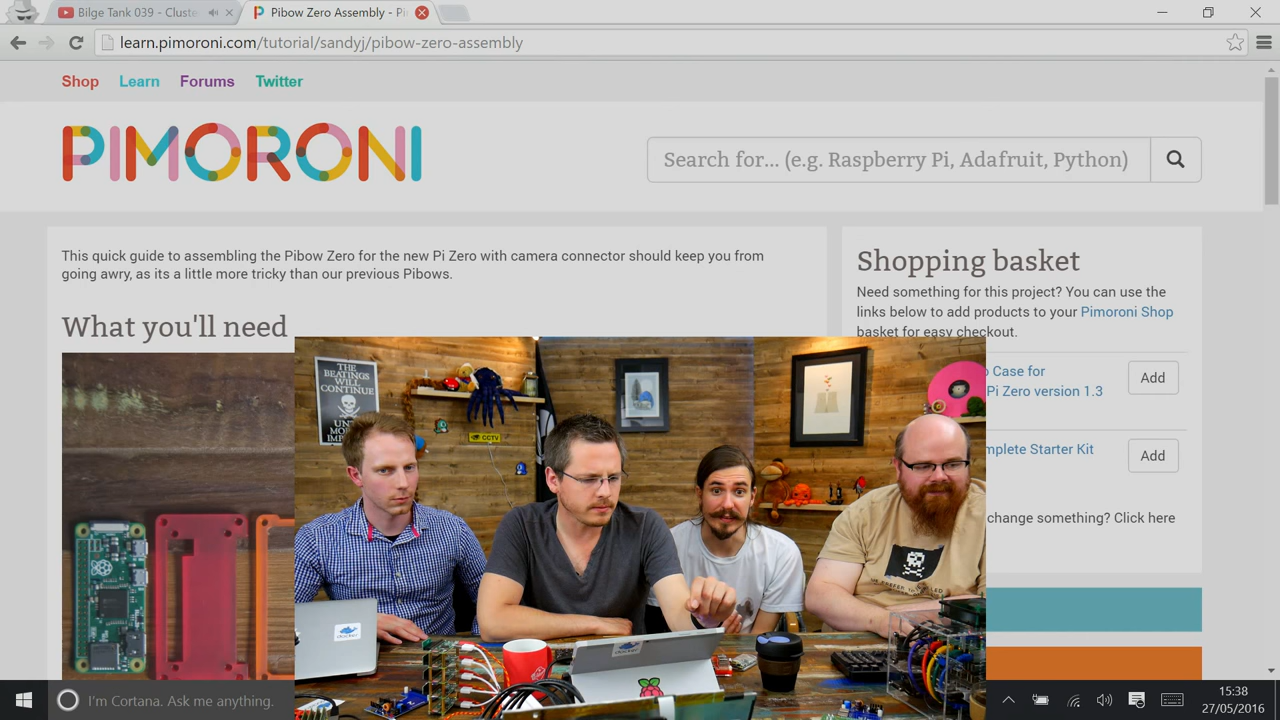 Bilge Tank 039 - Cluste
Pibow Zero Assembly - Pi
learn.pimoroni.com/tutorial/sandyj/pibow-zero-assembly
Shop Learn Forums Twitter
PIMORONI
Search for... (e.g. Raspberry Pi, Adafruit, Python)
This quick guide to assembling the Pibow Zero for the new Pi Zero with camera connector should keep you from
going awry, as its a little more tricky than our previous Pibows.
What you'll need
Shopping basket
Need something for this project? You can use the
links below to add products to your Pimoroni Shop
basket for easy checkout.
Case for
Pi Zero version 1.3
Add
mplete Starter Kit
Add
change something? Click here
THE
BEATINGS
WILL
CONTINUE
UNT
MOR
IMP
CCTV
docker
docker
I'm Cortana. Ask me anything.
15:38
27/05/2016